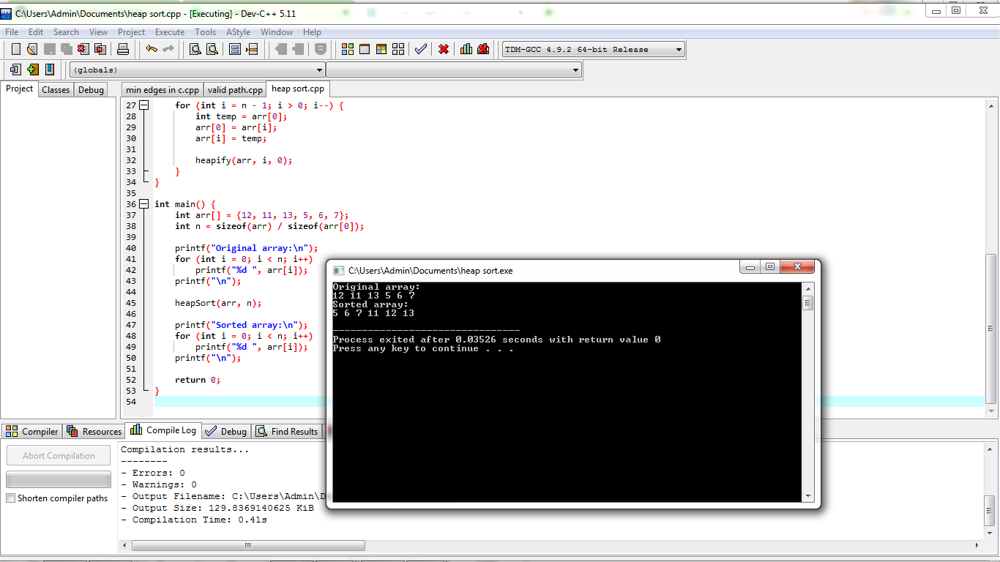 C:\Users\Admin\Documents\heap sort.cpp - [Executing] - Dev-C++ 5.11
File Edit Search View Project Execute Tools AStyle Window Help
TDM-GCC 4.9.2 64-bit Release
(globals)
Project Classes Debug
min edges in c.cpp valid path.cpp heap sort.cpp
27 for (int i = n - 1; i > 0; i--) {
28 int temp = arr[0];
29 arr[0] = arr[i];
30 arr[i] = temp;
31
32 heapify(arr, i, 0);
33 }
34 }
35
36 int main() {
37 int arr[] = {12, 11, 13, 5, 6, 7};
38 int n = sizeof(arr) / sizeof(arr[0]);
39
40 printf("Original array:\n");
41 for (int i = 0; i < n; i++)
42 printf("%d ", arr[i]);
43 printf("\n");
44
45 heapSort(arr, n);
46
47 printf("Sorted array:\n");
48 for (int i = 0; i < n; i++)
49 printf("%d ", arr[i]);
50 printf("\n");
51
52 return 0;
53 }
54
C:\Users\Admin\Documents\heap sort.exe
Original array:
12 11 13 5 6 7
Sorted array:
5 6 7 11 12 13
--------------------------------
Process exited after 0.03526 seconds with return value 0
Press any key to continue . . .
Compiler Resources Compile Log Debug Find Results
Abort Compilation
Shorten compiler paths
Compilation results...
--------
- Errors: 0
- Warnings: 0
- Output Filename: C:\Users\Admin\D
- Output Size: 129.8369140625 KiB
- Compilation Time: 0.41s